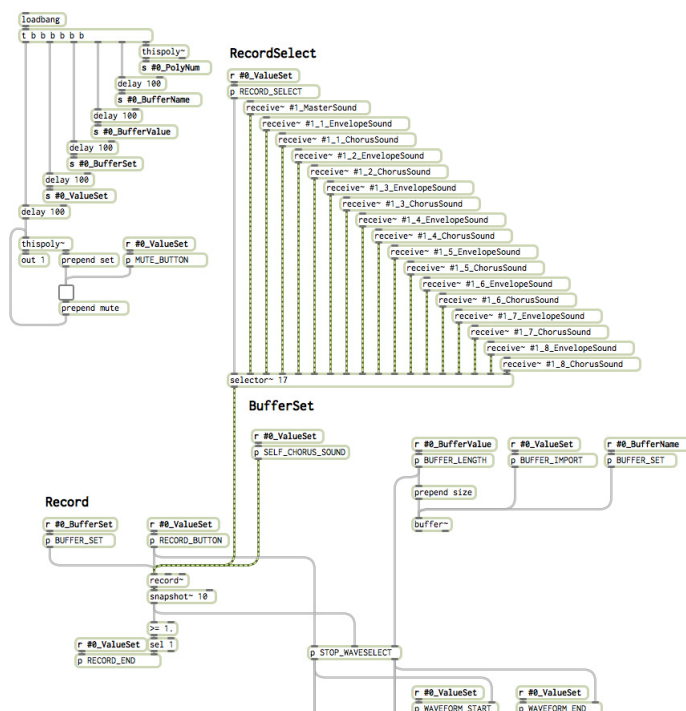 loadbang
t b b b b b b
thispoly~
s #0_PolyNum
delay 100
s #0_BufferName
delay 100
s #0_BufferValue
delay 100
s #0_BufferSet
delay 100
s #0_ValueSet
delay 100
thispoly~
r #0_ValueSet
out 1
prepend set
p MUTE_BUTTON
prepend mute
RecordSelect
r #0_ValueSet
p RECORD_SELECT
receive~ #1_MasterSound
receive~ #1_1_EnvelopeSound
receive~ #1_1_ChorusSound
receive~ #1_2_EnvelopeSound
receive~ #1_2_ChorusSound
receive~ #1_3_EnvelopeSound
receive~ #1_3_ChorusSound
receive~ #1_4_EnvelopeSound
receive~ #1_4_ChorusSound
receive~ #1_5_EnvelopeSound
receive~ #1_5_ChorusSound
receive~ #1_6_EnvelopeSound
receive~ #1_6_ChorusSound
receive~ #1_7_EnvelopeSound
receive~ #1_7_ChorusSound
receive~ #1_8_EnvelopeSound
receive~ #1_8_ChorusSound
selector~ 17
BufferSet
r #0_ValueSet
p SELF_CHORUS_SOUND
r #0_BufferValue
r #0_ValueSet
r #0_BufferName
p BUFFER_LENGTH
p BUFFER_IMPORT
p BUFFER_SET
prepend size
buffer~
Record
r #0_BufferSet
r #0_ValueSet
p BUFFER_SET
p RECORD_BUTTON
record~
snapshot~ 10
>= 1.
r #0_ValueSet
sel 1
p RECORD_END
p STOP_WAVESELECT
r #0_ValueSet
r #0_ValueSet
p WAVEFORM_START
p WAVEFORM_END